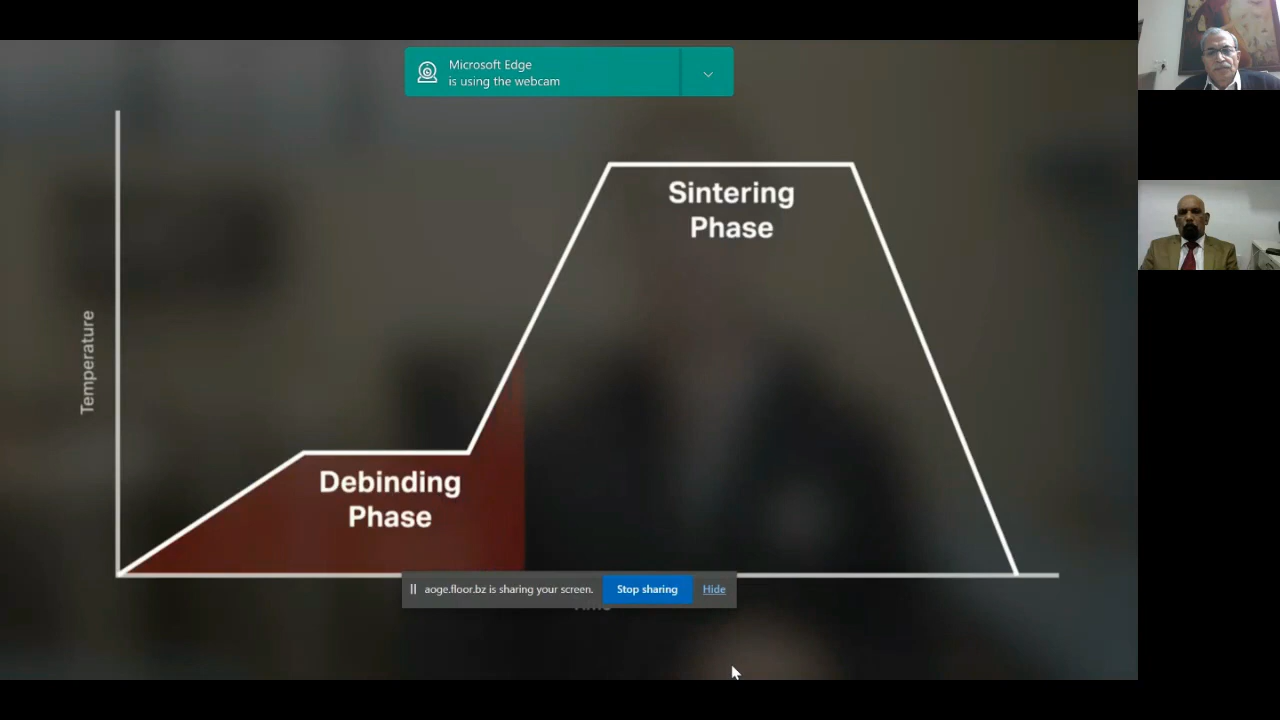 Microsoft Edge
is using the webcam
Sintering
Phase
Temperature
Debinding
Phase
aoge.floor.bz is sharing your screen.
Stop sharing
Hide